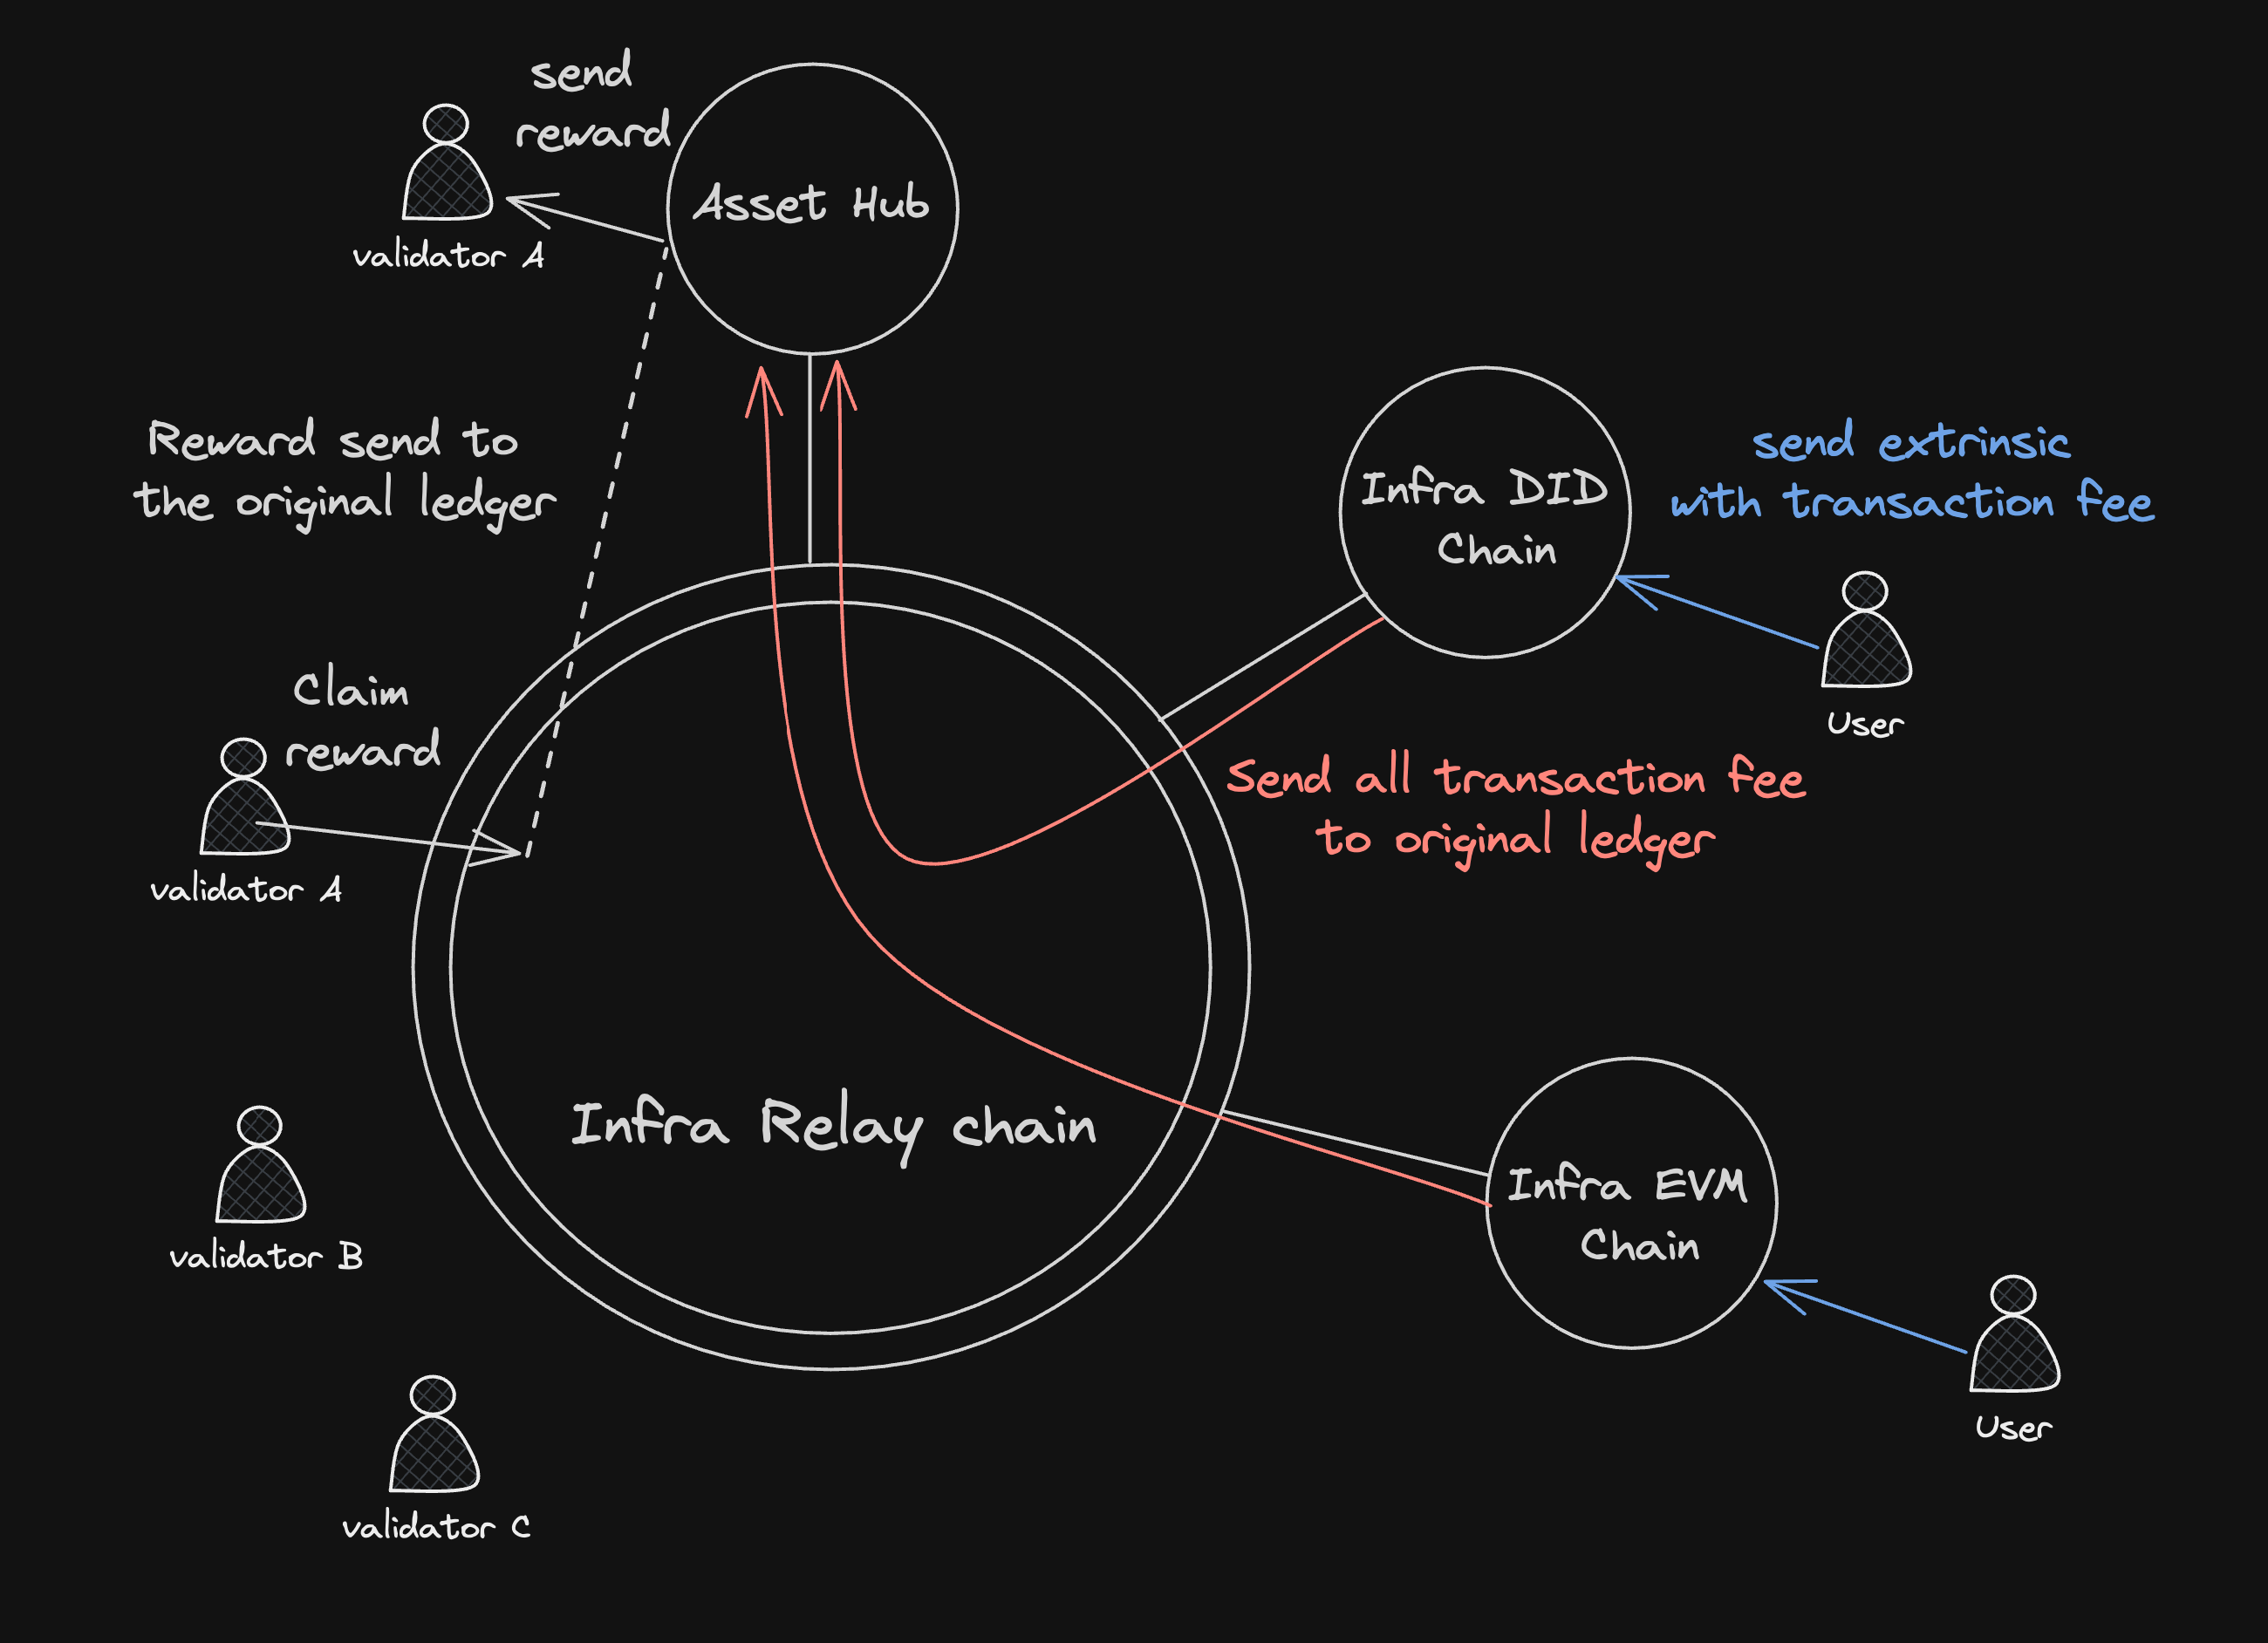 send
reward
Asset Hub
validator A
Reward send to
the original ledger
Infra DID
Chain
send extrinsic
with transaction fee
User
Claim
reward
validator A
Send all transaction fee
to original ledger
Infra Relay chain
Infra EVM
Chain
validator B
User
validator C